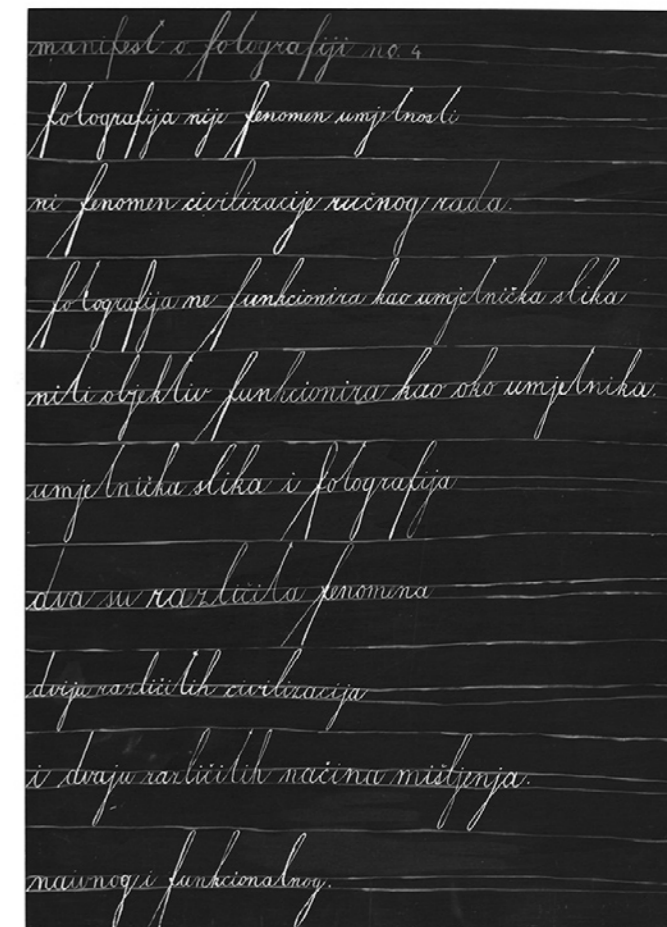 manifest o fotografiji no. 4
fotografija nije fenomen umjetnosti
ni fenomen civilizacije ručnog rada.
fotografija ne funkcionira kao umjetnička slika
niti objektiv funkcionira kao oko umjetnika.
umjetnička slika i fotografija
dva su različita fenomena
dviju različitih civilizacija
i dvaju različitih načina mišljenja.
naivnog i funkcionalnog.